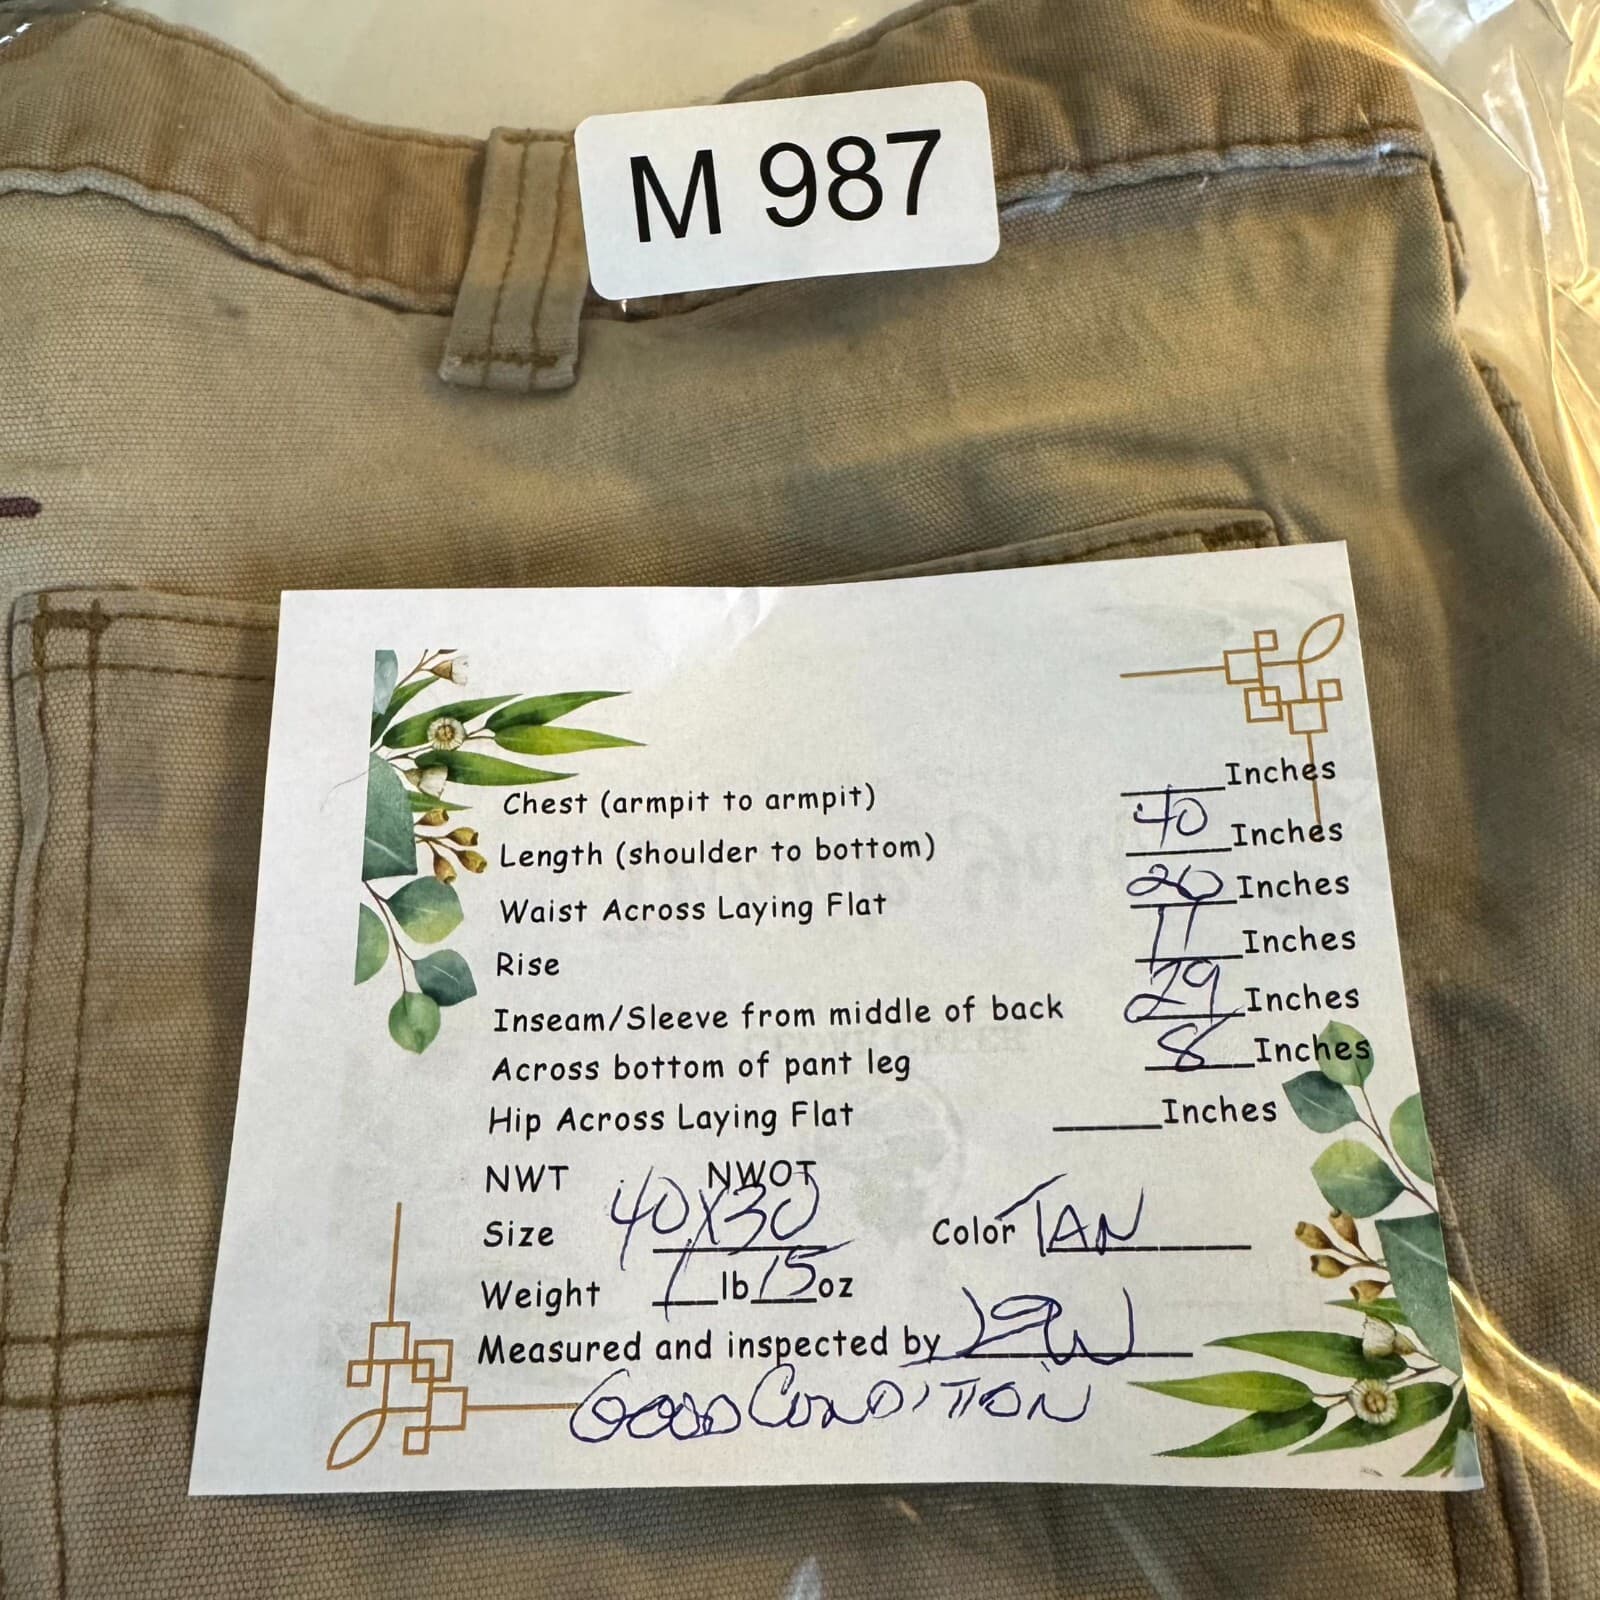 M 987
Chest (armpit to armpit) ____Inches
Length (shoulder to bottom) 40 Inches
Waist Across Laying Flat 20 Inches
Rise 11 Inches
Inseam/Sleeve from middle of back 29 Inches
Across bottom of pant leg 8 Inches
Hip Across Laying Flat ____Inches
NWT NWOT
Size 40X30 Color TAN
Weight 1 lb 15 oz
Measured and inspected by
GOOD CONDITION